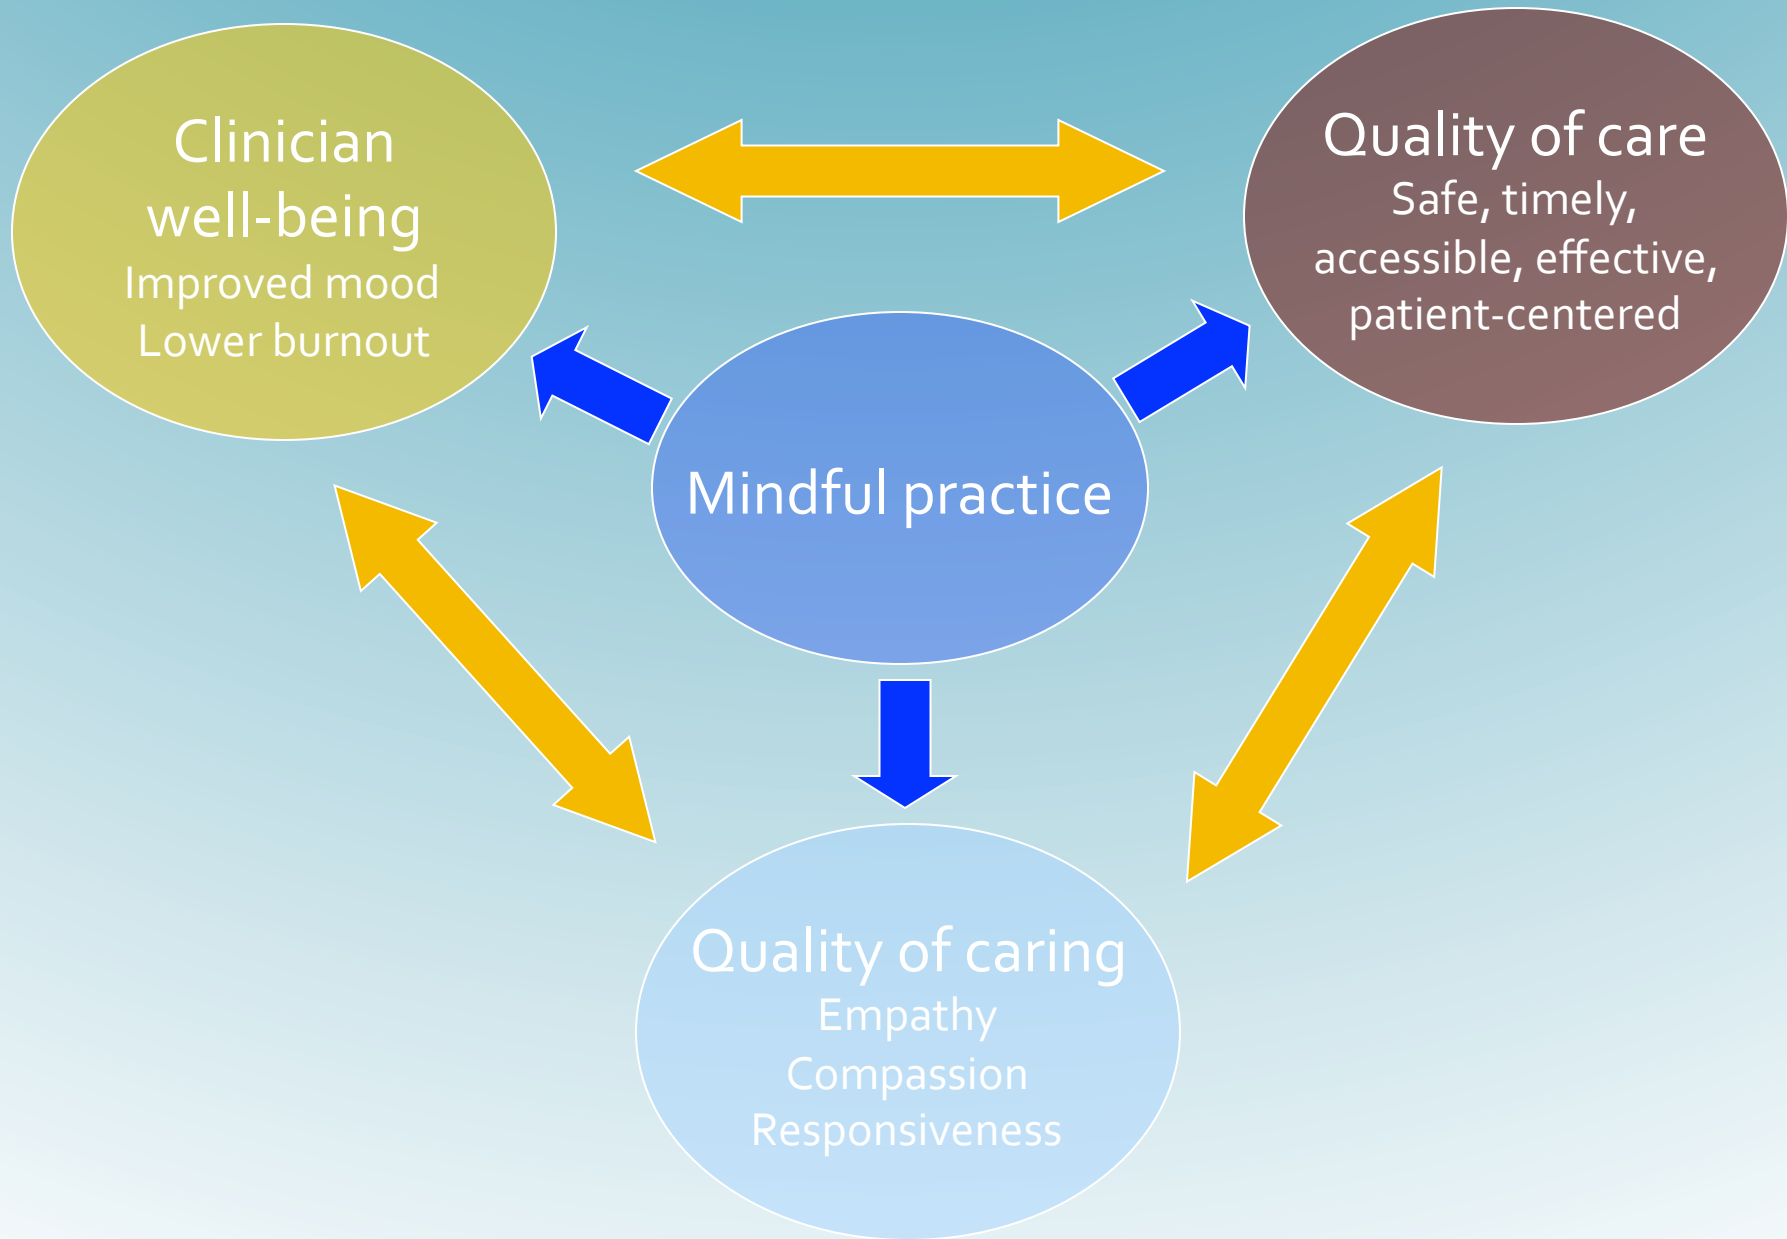 Clinician
well-being
Improved mood
Lower burnout
Quality of care
Safe, timely,
accessible, effective,
patient-centered
Mindful practice
Quality of caring
Empathy
Compassion
Responsiveness